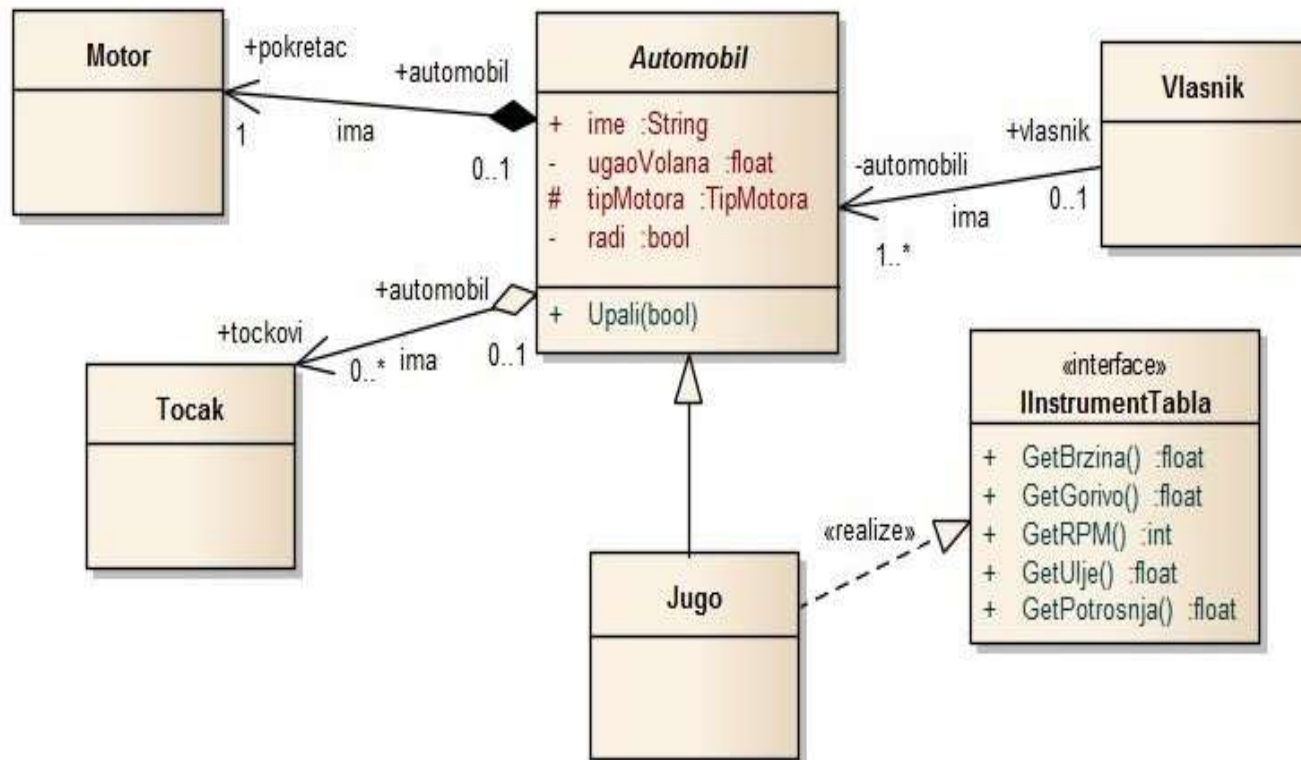 Motor
+pokretac
1
ima
+automobil
0..1
Automobil
+ ime :String
- ugaoVolana :float
# tipMotora :TipMotora
- radi :bool
+ Upali(bool)
Vlasnik
+vlasnik
0..1
-automobili
ima
1..*
+automobil
0..1
+tockovi
0..*
ima
Tocak
«interface»
IInstrumentTabla
+ GetBrzina() :float
+ GetGorivo() :float
+ GetRPM() :int
+ GetUlje() :float
+ GetPotrosnja() :float
«realize»
Jugo